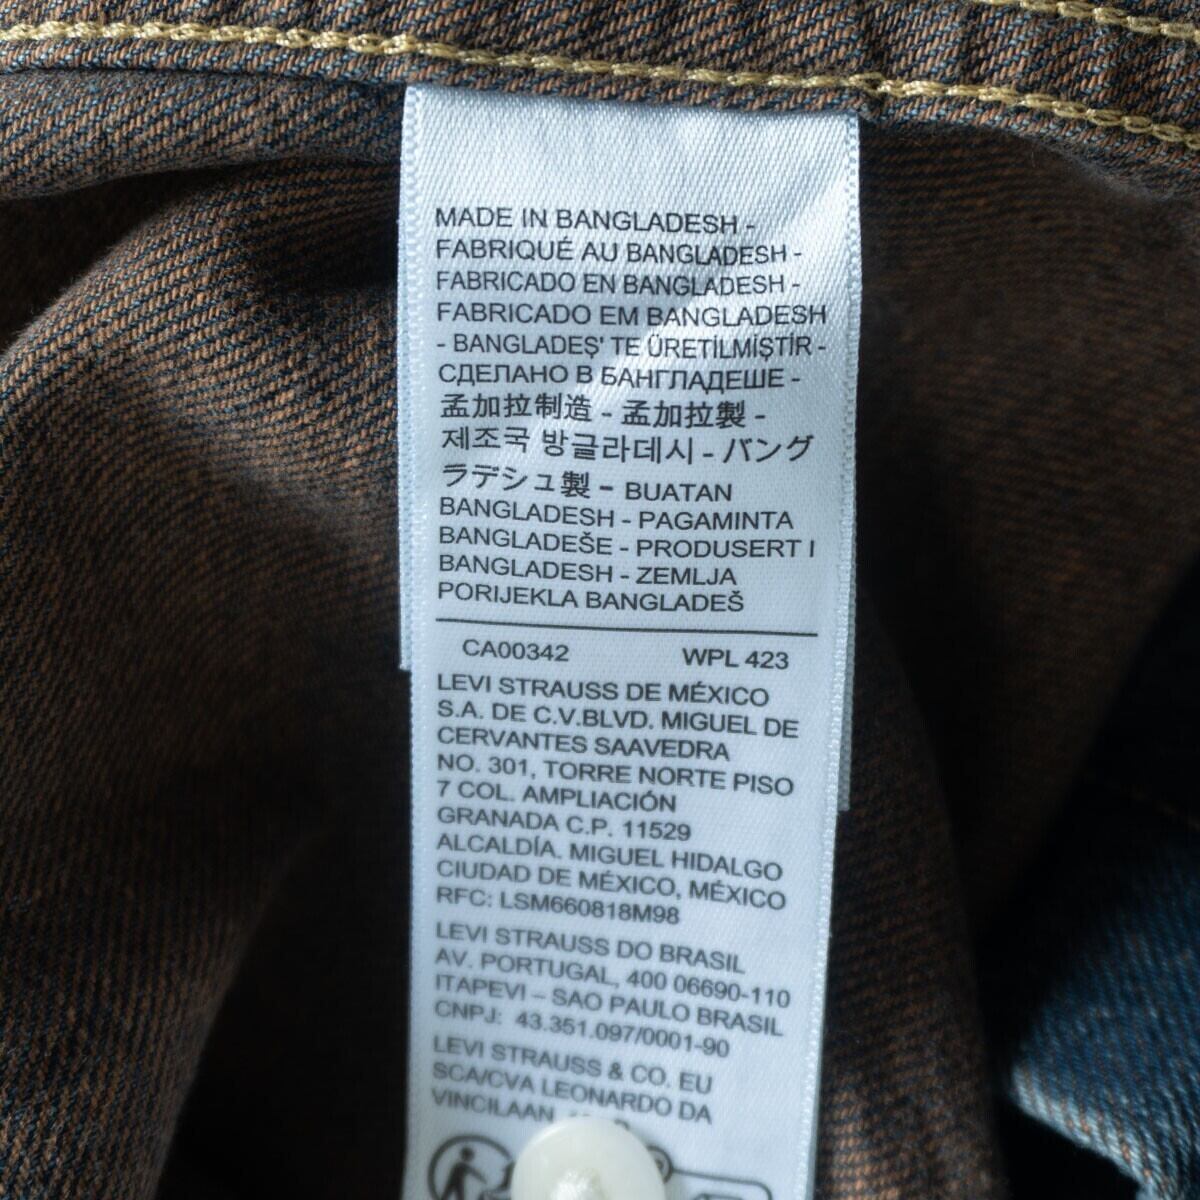 MADE IN BANGLADESH -
FABRIQUÉ AU BANGLADESH -
FABRICADO EN BANGLADESH -
FABRICADO EM BANGLADESH
- BANGLADEŞ' TE ÜRETİLMİŞTİR -
СДЕЛАНО В БАНГЛАДЕШЕ -
孟加拉制造 - 孟加拉製 -
제조국 방글라데시 - バング
ラデシュ製 - BUATAN
BANGLADESH - PAGAMINTA
BANGLADEŠE - PRODUSERT I
BANGLADESH - ZEMLJA
PORIJEKLA BANGLADEŠ
CA00342 WPL 423
LEVI STRAUSS DE MÉXICO
S.A. DE C.V.BLVD. MIGUEL DE
CERVANTES SAAVEDRA
NO. 301, TORRE NORTE PISO
7 COL. AMPLIACIÓN
GRANADA C.P. 11529
ALCALDÍA. MIGUEL HIDALGO
CIUDAD DE MÉXICO, MÉXICO
RFC: LSM660818M98
LEVI STRAUSS DO BRASIL
AV. PORTUGAL, 400 06690-110
ITAPEVI – SAO PAULO BRASIL
CNPJ: 43.351.097/0001-90
LEVI STRAUSS & CO. EU
SCA/CVA LEONARDO DA
VINCILAAN